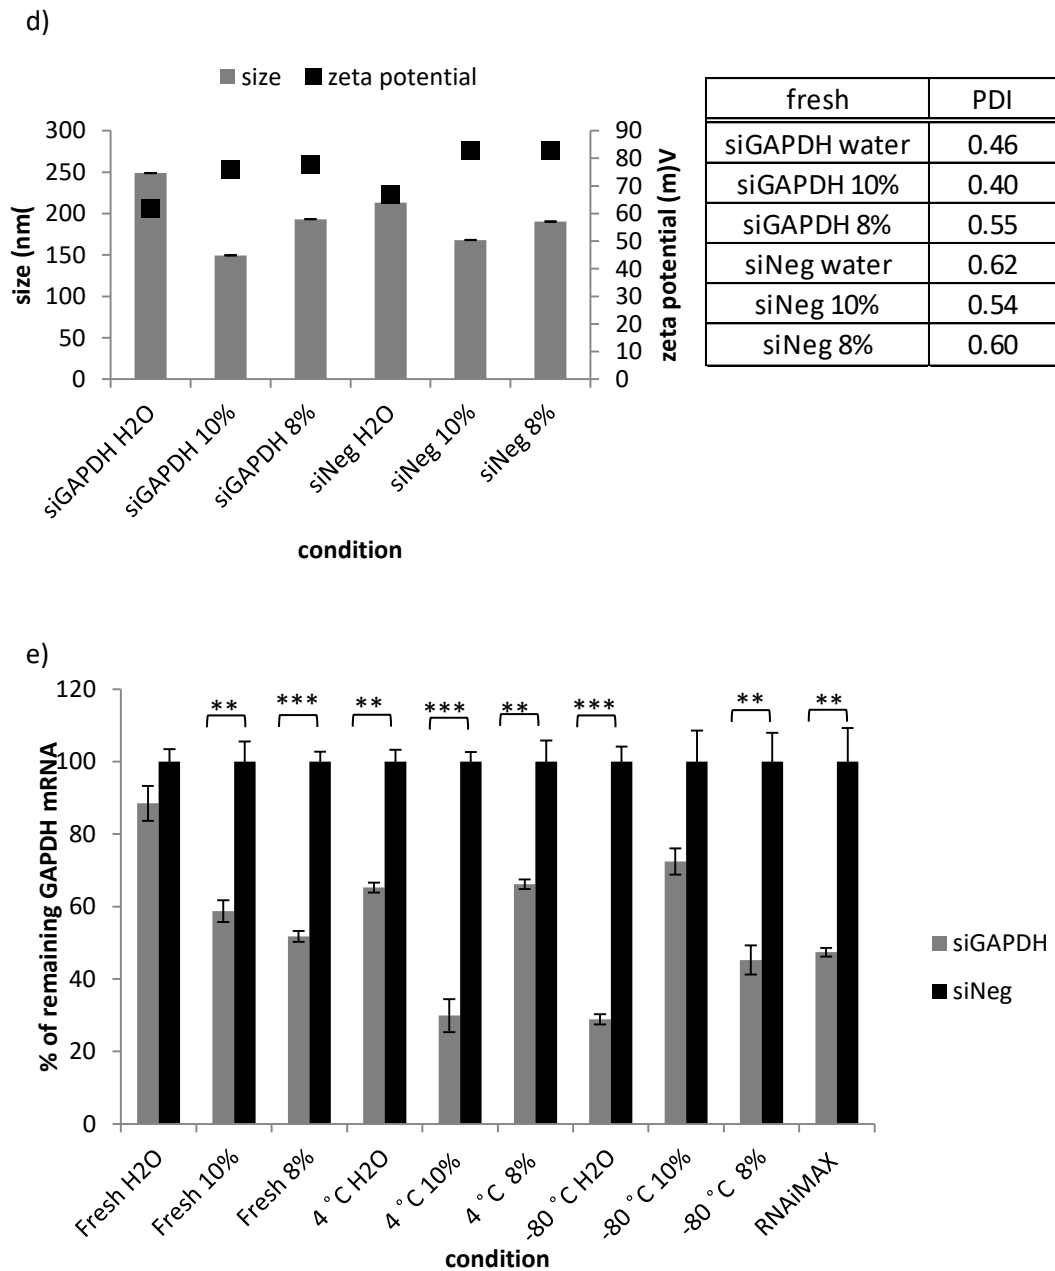 d)
size zeta potential
300
250
200
150
100
50
0
size (nm(
90
80
70
60
50
40
30
20
10
0
zeta potential (m)V
siGAPDH H2O
siGAPDH 10%
siGAPDH 8%
siNeg H2O
siNeg 10%
siNeg 8%
condition
fresh PDI
siGAPDH water 0.46
siGAPDH 10% 0.40
siGAPDH 8% 0.55
siNeg water 0.62
siNeg 10% 0.54
siNeg 8% 0.60
e)
120
100
80
60
40
20
0
% of remaining GAPDH mRNA
** *** ** *** ** *** ** **
Fresh H2O
Fresh 10%
Fresh 8%
4 °C H2O
4 °C 10%
4 °C 8%
-80 °C H2O
-80 °C 10%
-80 °C 8%
RNAiMAX
condition
siGAPDH
siNeg